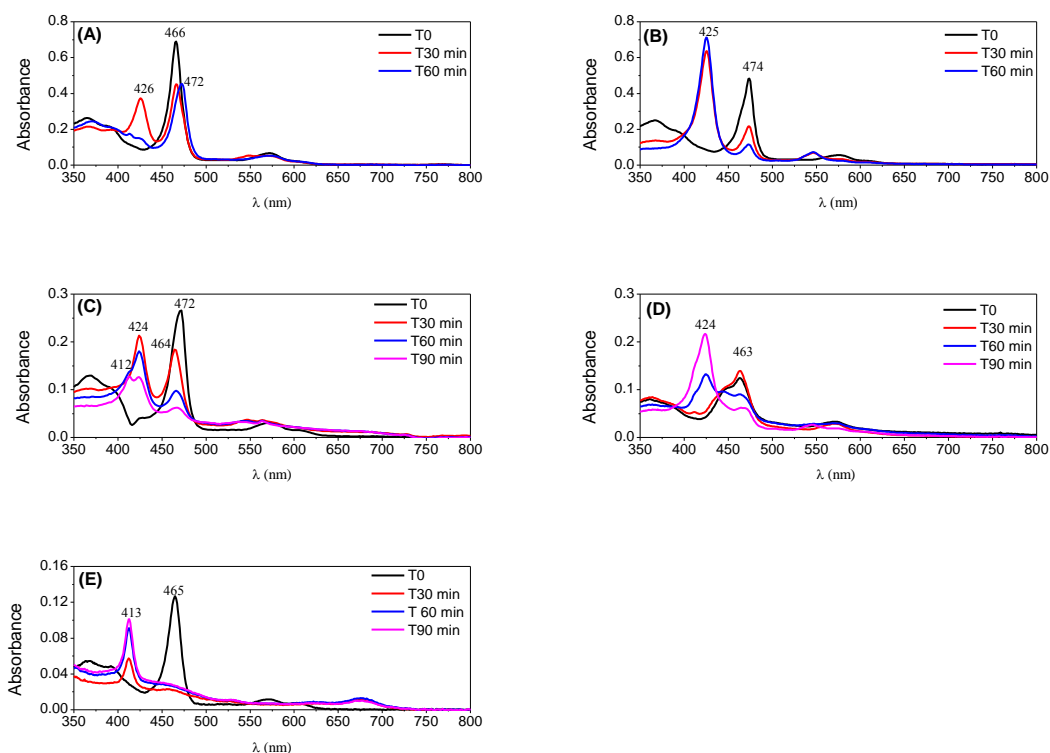 (A)
466
426
472
T0
T30 min
T60 min
Absorbance
0.8
0.6
0.4
0.2
0.0
350 400 450 500 550 600 650 700 750 800
λ (nm)
(B)
425
474
T0
T30 min
T60 min
Absorbance
0.8
0.6
0.4
0.2
0.0
350 400 450 500 550 600 650 700 750 800
λ (nm)
(C)
472
424
464
412
T0
T30 min
T60 min
T90 min
Absorbance
0.3
0.2
0.1
0.0
350 400 450 500 550 600 650 700 750 800
λ (nm)
(D)
424
463
T0
T30 min
T60 min
T90 min
Absorbance
0.3
0.2
0.1
0.0
350 400 450 500 550 600 650 700 750 800
λ (nm)
(E)
465
413
T0
T30 min
T 60 min
T90 min
Absorbance
0.16
0.12
0.08
0.04
0.00
350 400 450 500 550 600 650 700 750 800
λ (nm)